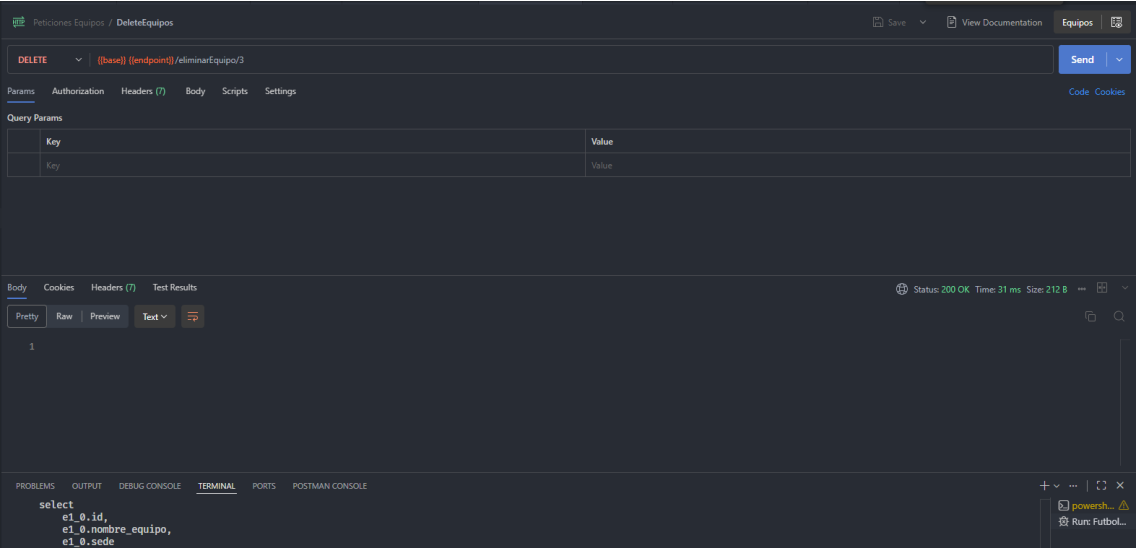 HTTP Peticiones Equipos / DeleteEquipos Save View Documentation Equipos
DELETE {{base}} {{endpoint}}/eliminarEquipo/3 Send
Params Authorization Headers (7) Body Scripts Settings Code Cookies
Query Params
Key Value
Key Value
Body Cookies Headers (7) Test Results Status: 200 OK Time: 31 ms Size: 212 B
Pretty Raw Preview Text
1
PROBLEMS OUTPUT DEBUG CONSOLE TERMINAL PORTS POSTMAN CONSOLE
select powersh...
e1_0.id, Run: Futbol...
e1_0.nombre_equipo,
e1_0.sede